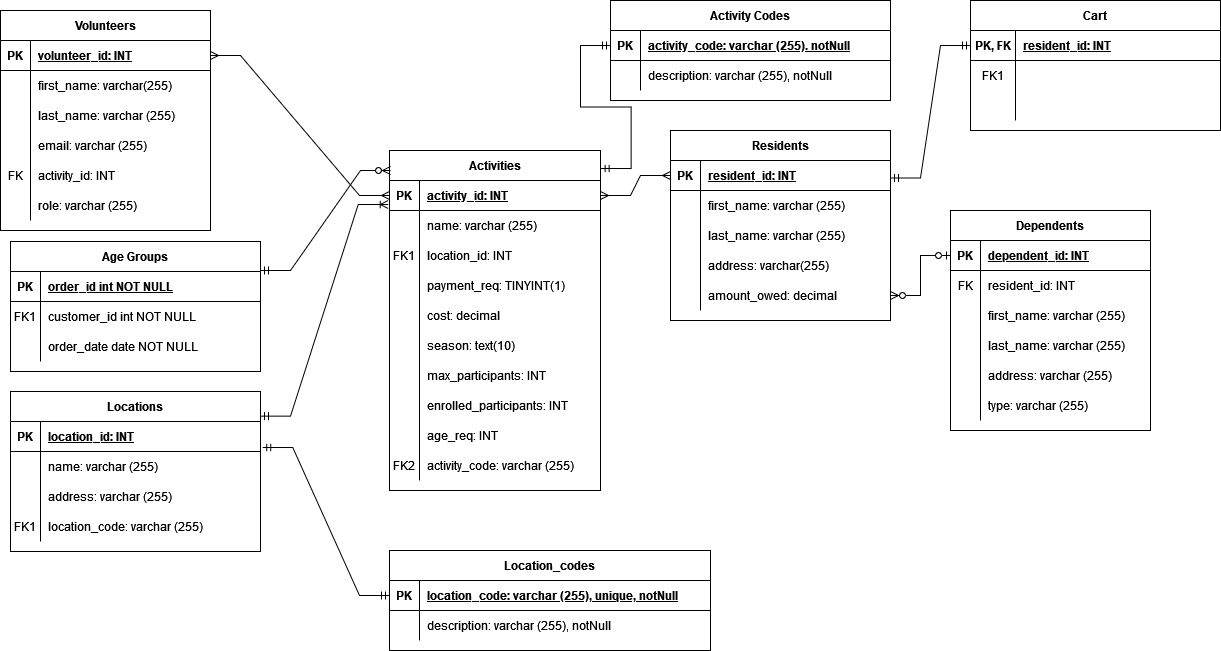 Volunteers
PK volunteer_id: INT
first_name: varchar(255)
last_name: varchar (255)
email: varchar (255)
FK activity_id: INT
role: varchar (255)
Age Groups
PK order_id int NOT NULL
FK1 customer_id int NOT NULL
order_date date NOT NULL
Locations
PK location_id: INT
name: varchar (255)
address: varchar (255)
FK1 location_code: varchar (255)
Activities
PK activity_id: INT
name: varchar (255)
FK1 location_id: INT
payment_req: TINYINT(1)
cost: decimal
season: text(10)
max_participants: INT
enrolled_participants: INT
age_req: INT
FK2 activity_code: varchar (255)
Location_codes
PK location_code: varchar (255), unique, notNull
description: varchar (255), notNull
Activity Codes
PK activity_code: varchar (255), notNull
description: varchar (255), notNull
Residents
PK resident_id: INT
first_name: varchar (255)
last_name: varchar (255)
address: varchar(255)
amount_owed: decimal
Cart
PK, FK resident_id: INT
FK1
Dependents
PK dependent_id: INT
FK resident_id: INT
first_name: varchar (255)
last_name: varchar (255)
address: varchar (255)
type: varchar (255)